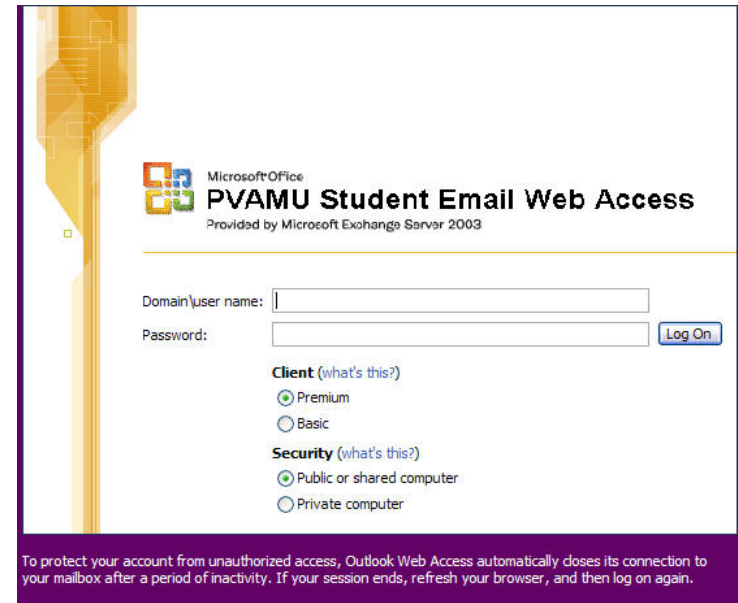 Microsoft Office
PVAMU Student Email Web Access
Provided by Microsoft Exchange Server 2003
Domain\user name:
Password:
Log On
Client (what's this?)
Premium
Basic
Security (what's this?)
Public or shared computer
Private computer
To protect your account from unauthorized access, Outlook Web Access automatically closes its connection to
your mailbox after a period of inactivity. If your session ends, refresh your browser, and then log on again.